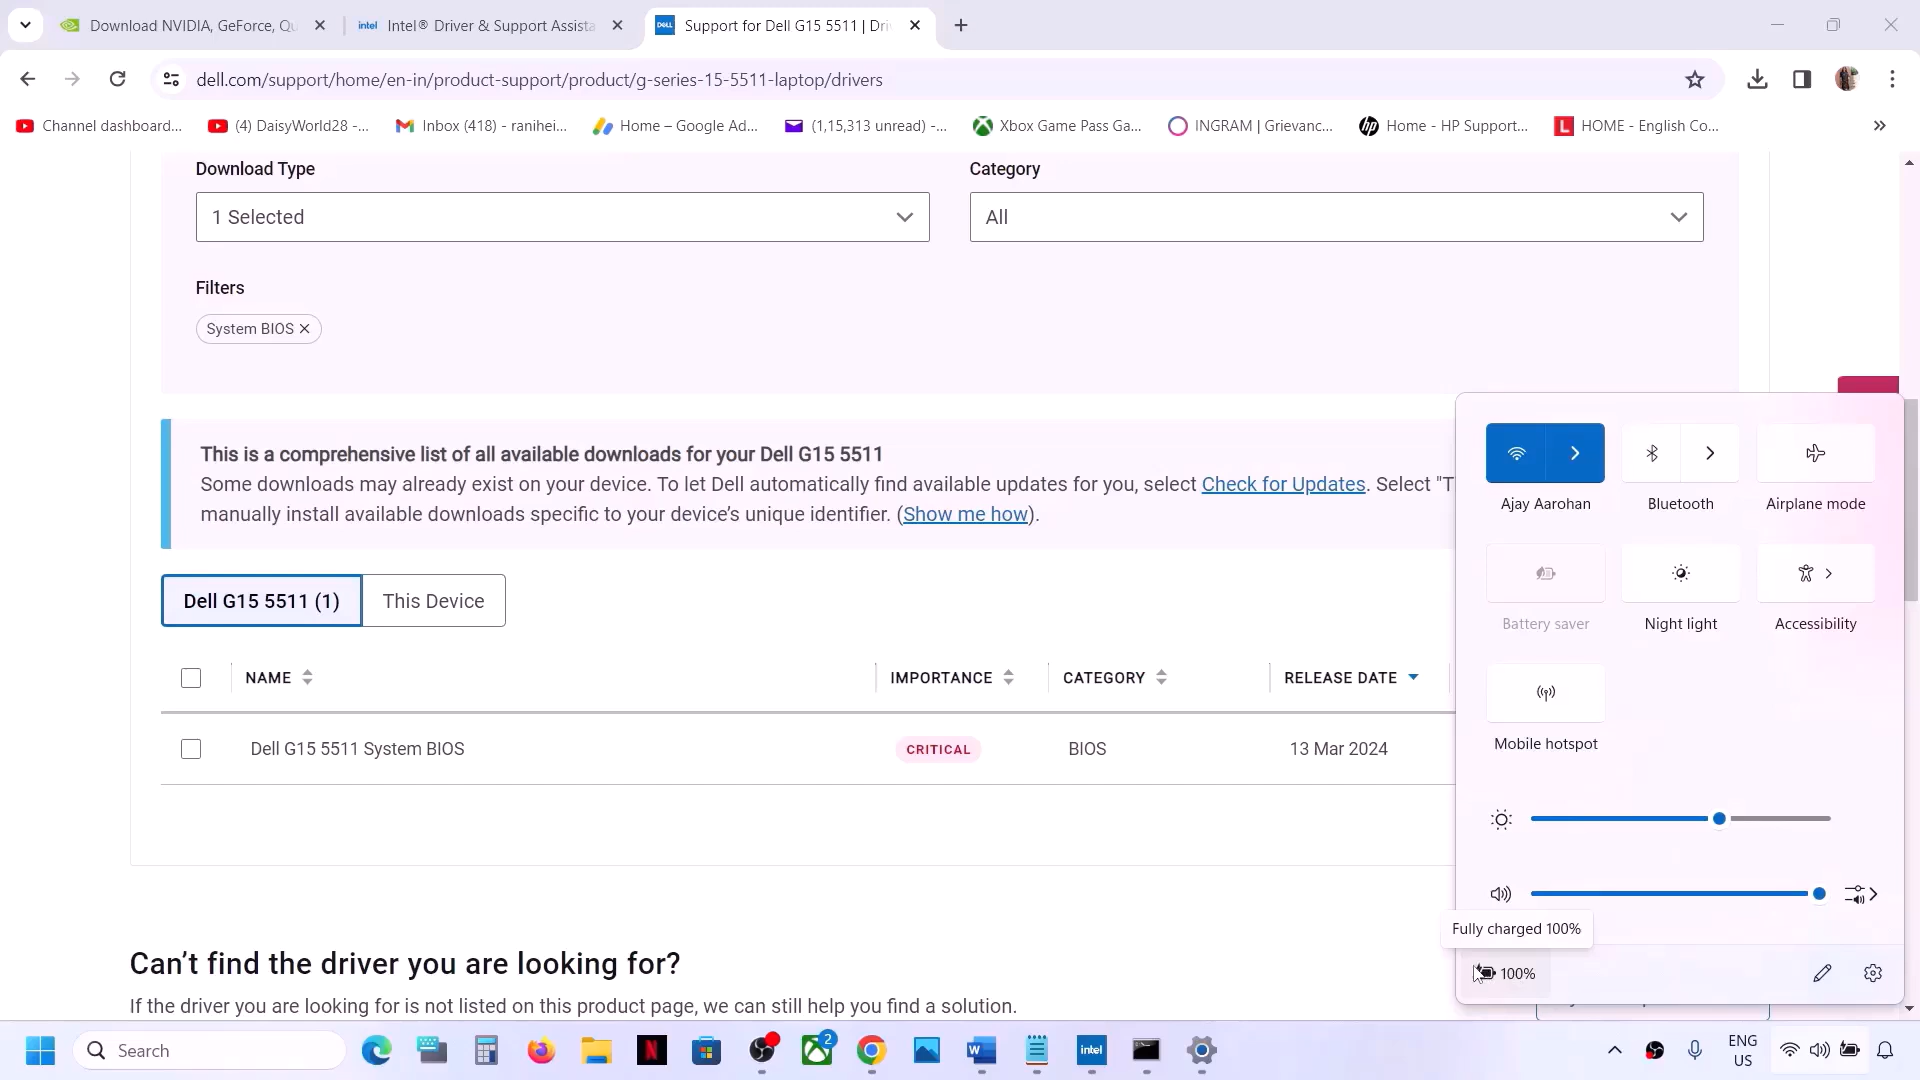 Download NVIDIA, GeForce, Qu
intel Intel® Driver & Support Assista
DELL Support for Dell G15 5511 | Dri
dell.com/support/home/en-in/product-support/product/g-series-15-5511-laptop/drivers
Channel dashboard...
(4) DaisyWorld28 -...
Inbox (418) - ranihei...
Home – Google Ad...
(1,15,313 unread) -...
Xbox Game Pass Ga...
INGRAM | Grievanc...
hp Home - HP Support...
L HOME - English Co...
Download Type
Category
1 Selected
All
Filters
System BIOS
This is a comprehensive list of all available downloads for your Dell G15 5511
Some downloads may already exist on your device. To let Dell automatically find available updates for you, select Check for Updates. Select "T
manually install available downloads specific to your device’s unique identifier. (Show me how).
Dell G15 5511 (1)
This Device
NAME
IMPORTANCE
CATEGORY
RELEASE DATE
Dell G15 5511 System BIOS
CRITICAL
BIOS
13 Mar 2024
Can’t find the driver you are looking for?
If the driver you are looking for is not listed on this product page, we can still help you find a solution.
Ajay Aarohan
Bluetooth
Airplane mode
Battery saver
Night light
Accessibility
Mobile hotspot
Fully charged 100%
100%
Search
N
2
W
intel
ENG
US